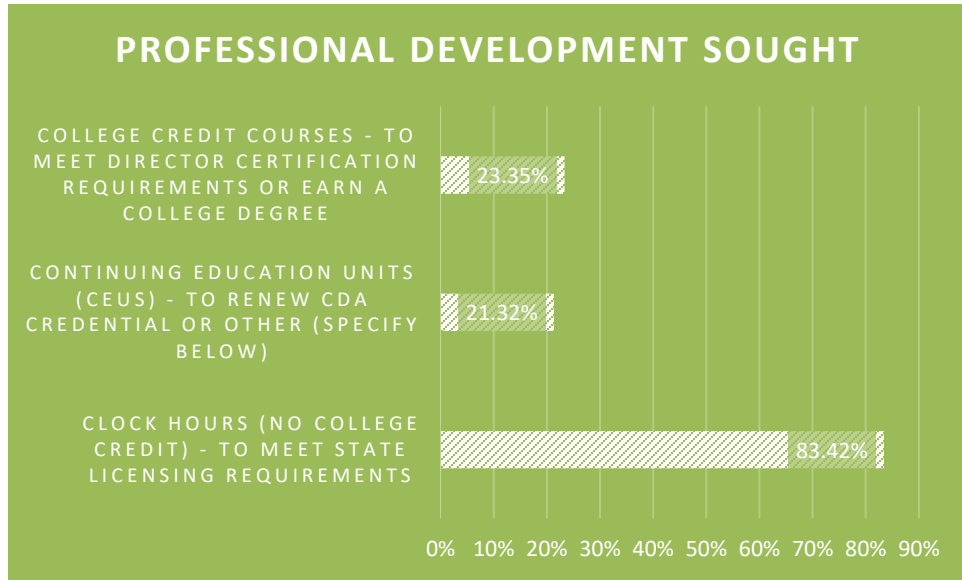 PROFESSIONAL DEVELOPMENT SOUGHT
COLLEGE CREDIT COURSES - TO
MEET DIRECTOR CERTIFICATION
REQUIREMENTS OR EARN A
COLLEGE DEGREE
23.35%
CONTINUING EDUCATION UNITS
(CEUS) - TO RENEW CDA
CREDENTIAL OR OTHER (SPECIFY
BELOW)
21.32%
CLOCK HOURS (NO COLLEGE
CREDIT) - TO MEET STATE
LICENSING REQUIREMENTS
83.42%
0% 10% 20% 30% 40% 50% 60% 70% 80% 90%